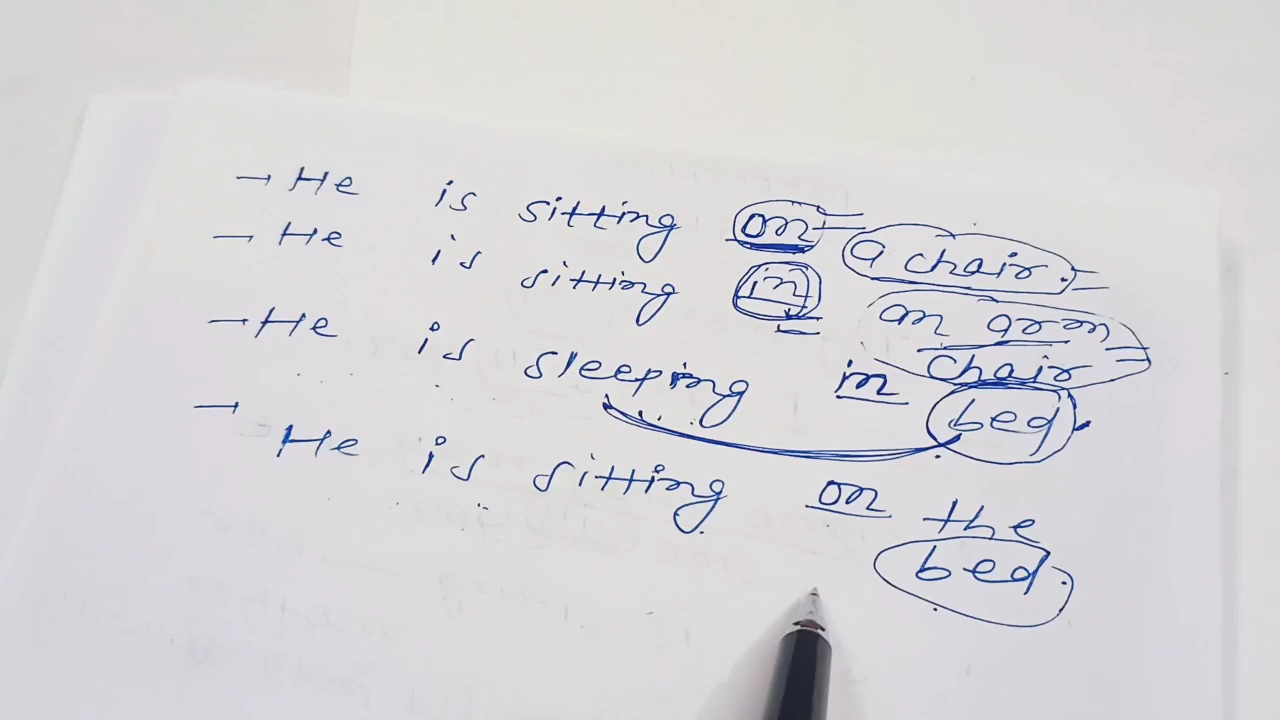 → He is sitting on a chair.
→ He is sitting in an arm chair
→ He is sleeping in bed.
→ He is sitting on the bed.